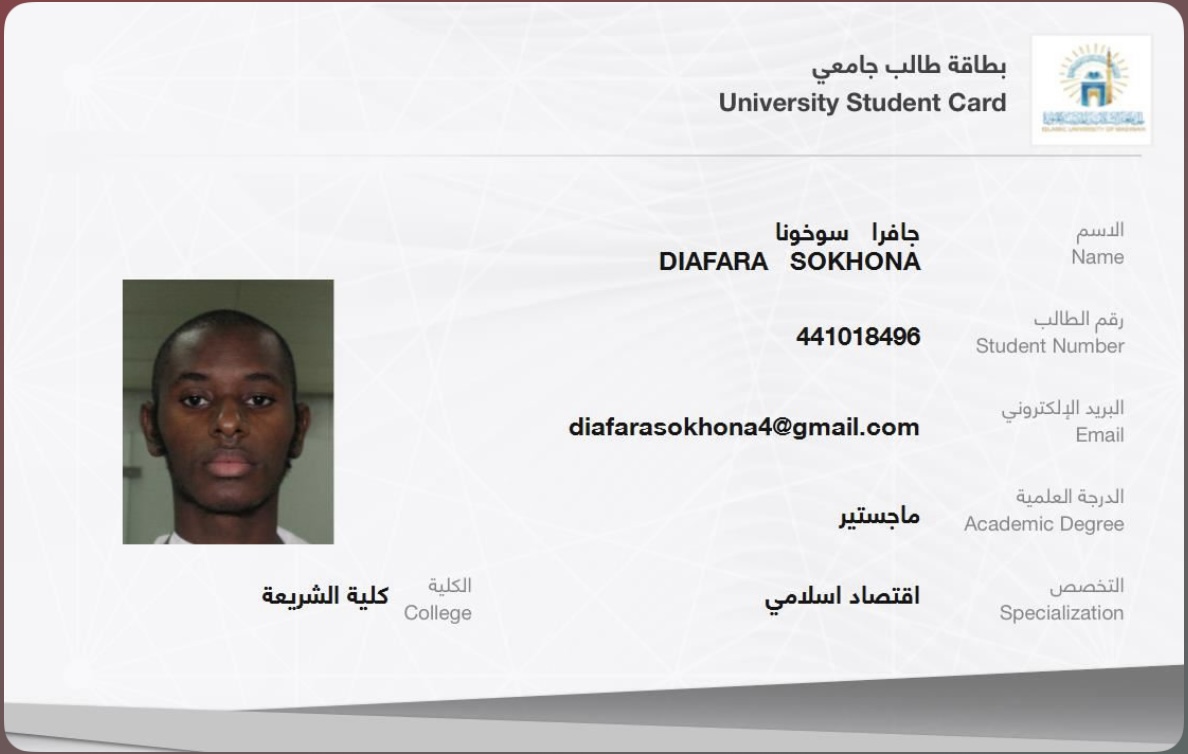 بطاقة طالب جامعي
University Student Card
ISLAMIC UNIVERSITY OF MADINAH
الاسم
Name
جافرا سوخونا
DIAFARA SOKHONA
رقم الطالب
Student Number
441018496
البريد الإلكتروني
Email
diafarasokhona4@gmail.com
الدرجة العلمية
Academic Degree
ماجستير
التخصص
Specialization
اقتصاد اسلامي
الكلية
College
كلية الشريعة